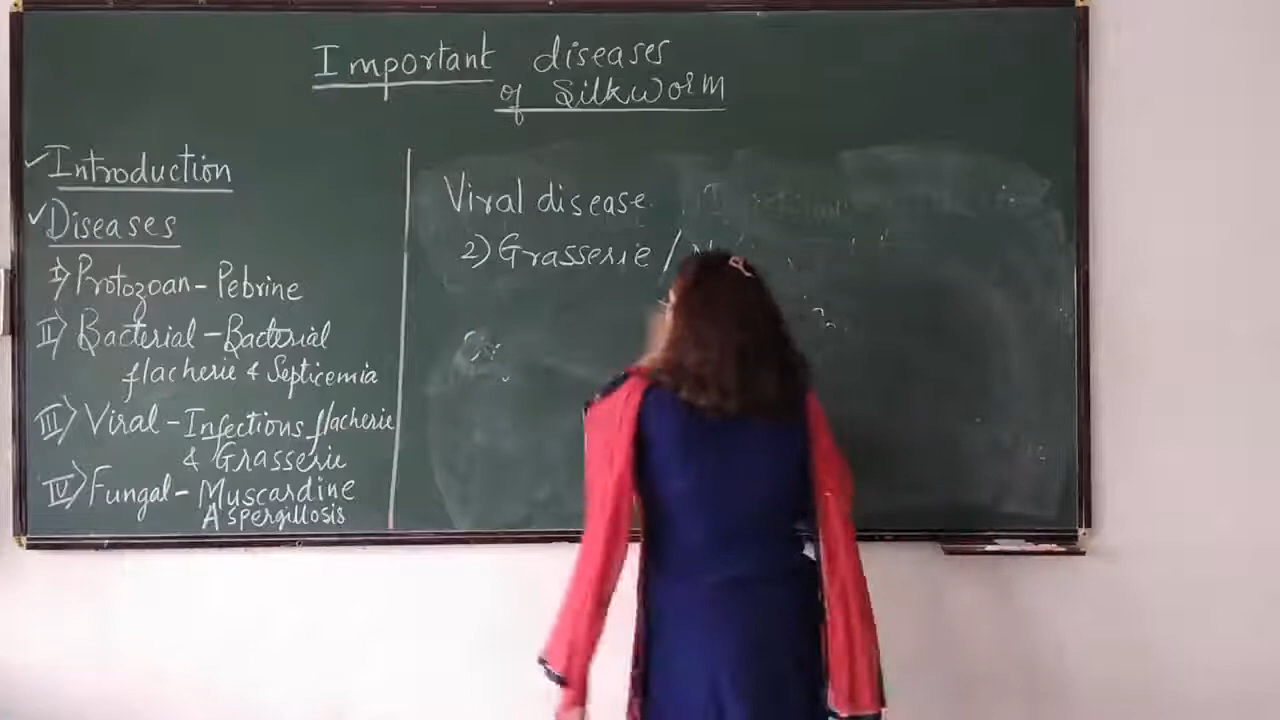 Important diseases
of Silkworm
Introduction
Diseases
I) Protozoan - Pebrine
II) Bacterial - Bacterial
flacherie & Septicemia
III) Viral - Infections flacherie
& Grasserie
IV) Fungal - Muscardine
Aspergillosis
Viral disease
2) Grasserie /